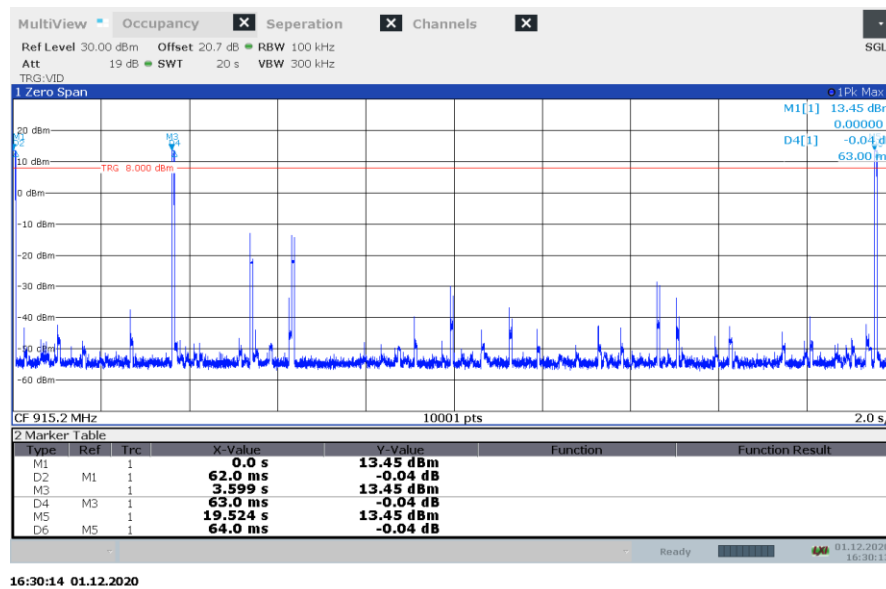 MultiView Occupancy X Seperation X Channels X
Ref Level 30.00 dBm Offset 20.7 dB RBW 100 kHz
SGL
Att 19 dB SWT 20 s VBW 300 kHz
TRG:VID
1 Zero Span 1Pk Max
M1[1] 13.45 dBm
0.00000
D4[1] -0.04 d
63.00 m
20 dBm
M1
D2
M3
D4
10 dBm
TRG 8.000 dBm
0 dBm
-10 dBm
-20 dBm
-30 dBm
-40 dBm
-50 dBm
-60 dBm
CF 915.2 MHz 10001 pts 2.0 s/
2 Marker Table
Type Ref Trc X-Value Y-Value Function Function Result
M1 1 0.0 s 13.45 dBm
D2 M1 1 62.0 ms -0.04 dB
M3 1 3.599 s 13.45 dBm
D4 M3 1 63.0 ms -0.04 dB
M5 1 19.524 s 13.45 dBm
D6 M5 1 64.0 ms -0.04 dB
Ready LXI 01.12.2020
16:30:13
16:30:14 01.12.2020